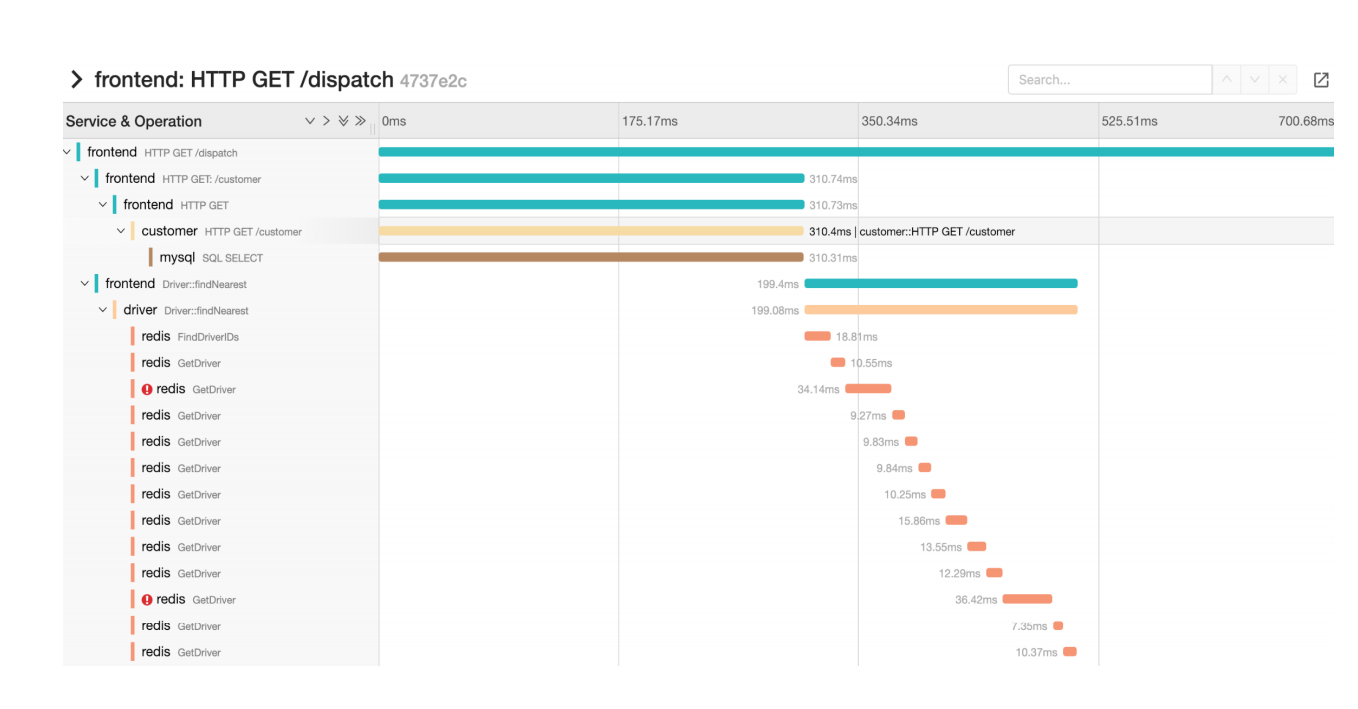 frontend: HTTP GET /dispatch 4737e2c Search...
Service & Operation 0ms 175.17ms 350.34ms 525.51ms 700.68ms
frontend HTTP GET /dispatch
frontend HTTP GET: /customer 310.74ms
frontend HTTP GET 310.73ms
customer HTTP GET /customer 310.4ms | customer::HTTP GET /customer
mysql SQL SELECT 310.31ms
frontend Driver::findNearest 199.4ms
driver Driver::findNearest 199.08ms
redis FindDriverIDs 18.81ms
redis GetDriver 10.55ms
redis GetDriver 34.14ms
redis GetDriver 9.27ms
redis GetDriver 9.83ms
redis GetDriver 9.84ms
redis GetDriver 10.25ms
redis GetDriver 15.86ms
redis GetDriver 13.55ms
redis GetDriver 12.29ms
redis GetDriver 36.42ms
redis GetDriver 7.35ms
redis GetDriver 10.37ms